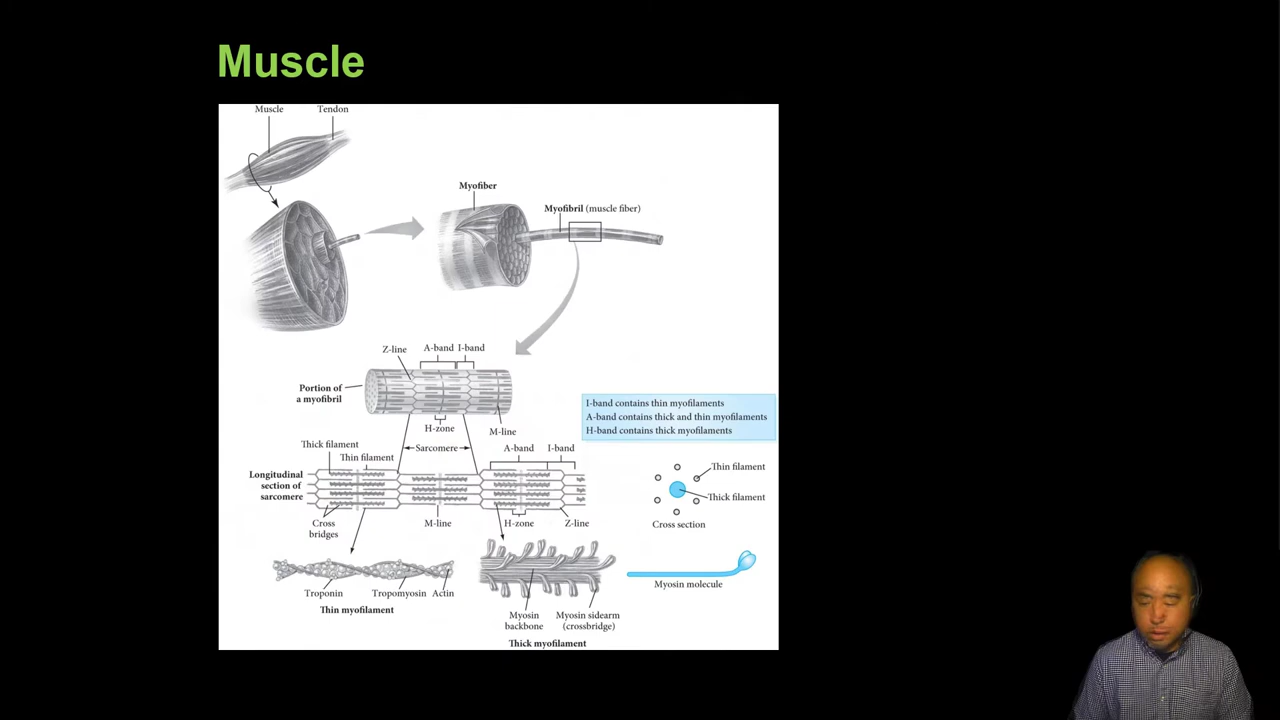 Muscle
Muscle
Tendon
Myofiber
Myofibril (muscle fiber)
Z-line
A-band
I-band
Portion of
a myofibril
H-zone
M-line
I-band contains thin myofilaments
A-band contains thick and thin myofilaments
H-band contains thick myofilaments
Thick filament
Thin filament
Sarcomere
A-band
I-band
Longitudinal
section of
sarcomere
Cross
bridges
M-line
H-zone
Z-line
Thin filament
Thick filament
Cross section
Troponin
Tropomyosin
Actin
Thin myofilament
Myosin
backbone
Myosin sidearm
(crossbridge)
Thick myofilament
Myosin molecule